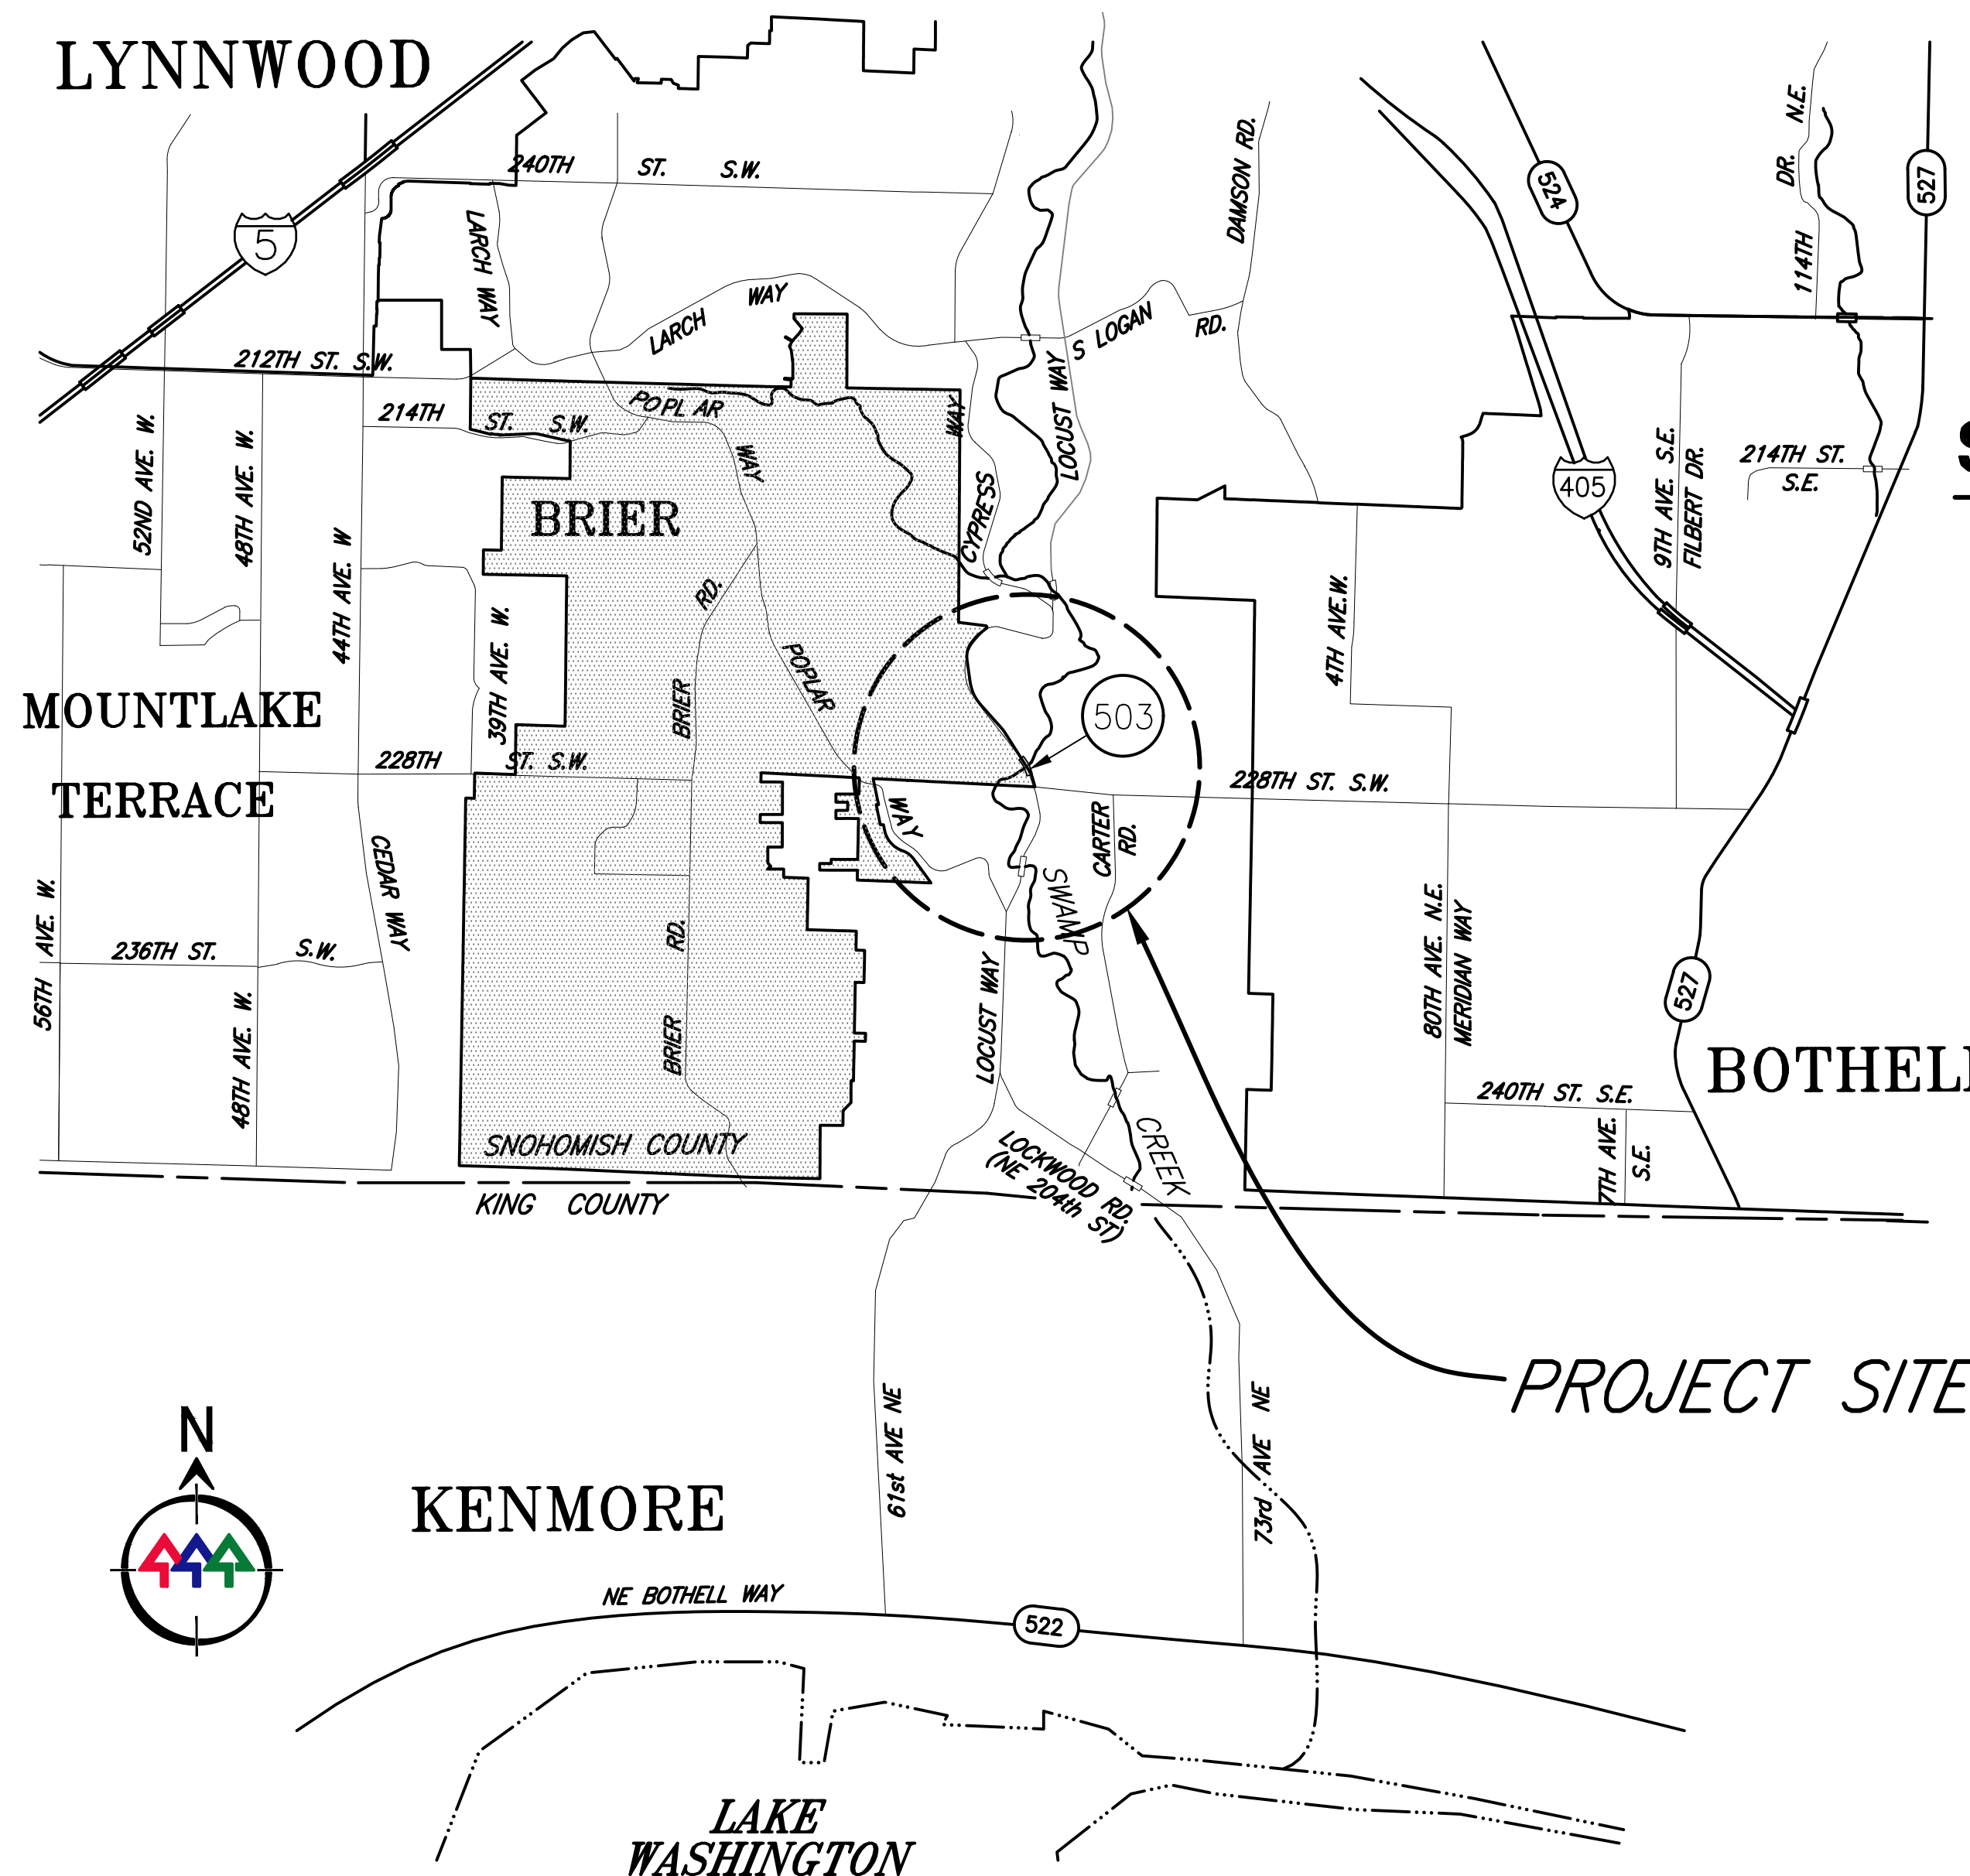 LYNNWOOD
240TH ST. S.W.
DAMSON RD.
524
DR. N.E.
114TH
527
5
LARCH WAY
LARCH WAY
S LOGAN RD.
212TH ST. S.W.
LOCUST WAY
214TH ST. S.W.
POPLAR WAY
WAY
CYPRESS
52ND AVE. W.
48TH AVE. W.
44TH AVE. W
BRIER
405
9TH AVE. S.E.
FILBERT DR.
214TH ST.
S.E.
RD.
4TH AVE.W.
39TH AVE. W.
POPLAR
BRIER
MOUNTLAKE
TERRACE
503
228TH ST. S.W.
228TH ST. S.W.
WAY
CARTER
RD.
CEDAR WAY
SWAMP
56TH AVE. W.
236TH ST. S.W.
RD.
LOCUST WAY
80TH AVE. N.E.
MERIDIAN WAY
527
48TH AVE. W.
BRIER
BOTHELL
240TH ST. S.E.
7TH AVE.
S.E.
SNOHOMISH COUNTY
KING COUNTY
LOCKWOOD RD.
(NE 204th ST)
CREEK
PROJECT SITE
61st AVE NE
73rd AVE NE
N
KENMORE
NE BOTHELL WAY
522
LAKE
WASHINGTON